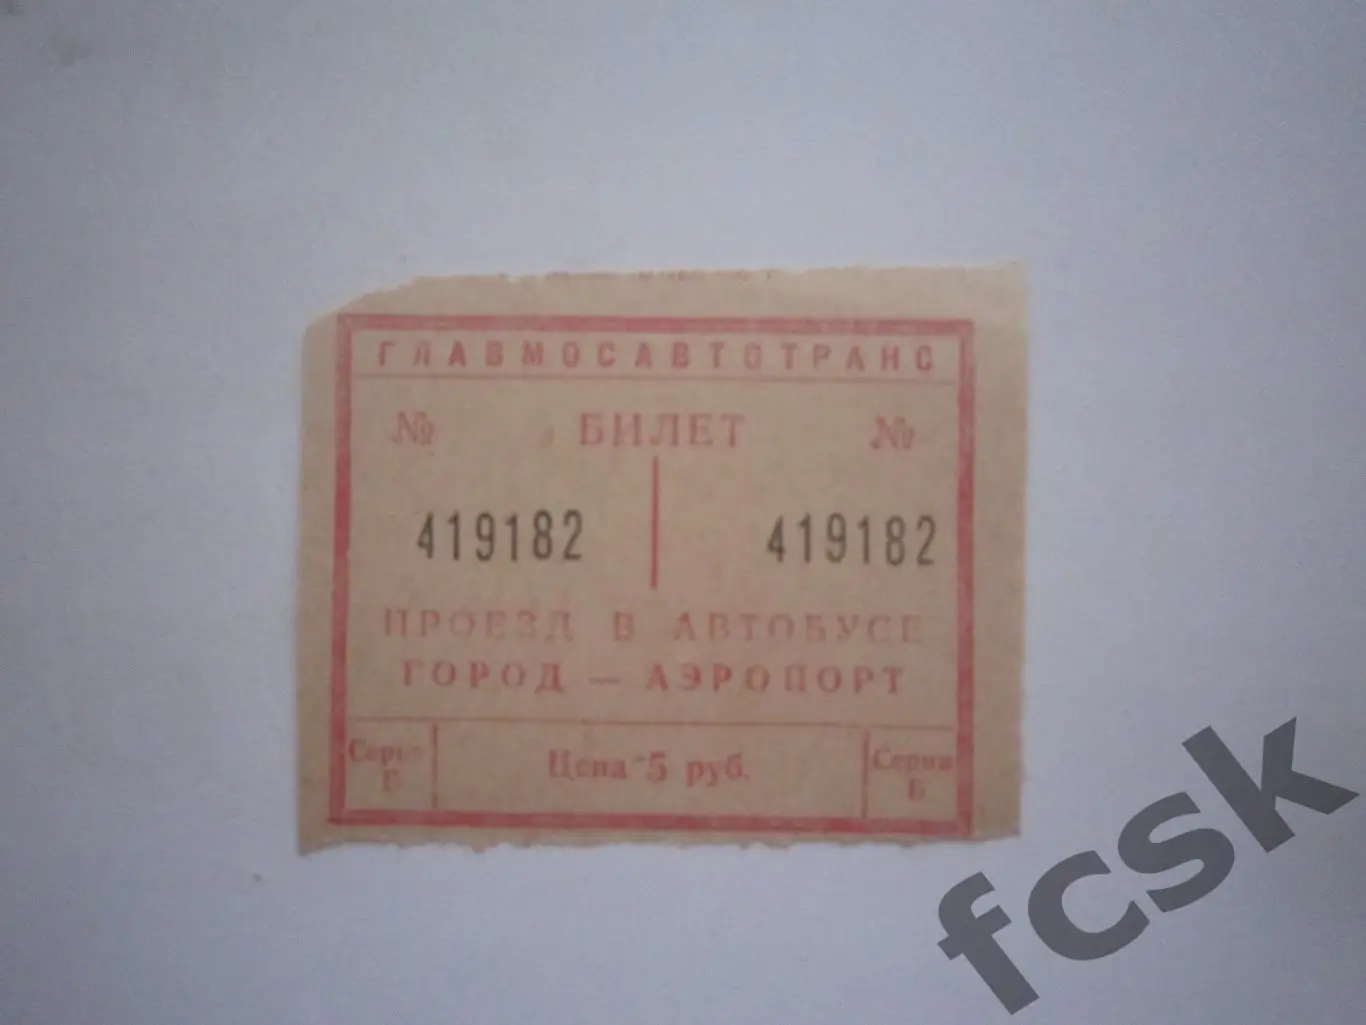 ГЛАВМОСАВТОТРАНС
№ БИЛЕТ №
419182 419182
ПРОЕЗД В АВТОБУСЕ
ГОРОД — АЭРОПОРТ
Серия Б Цена 5 руб. Серия Б
fcsk